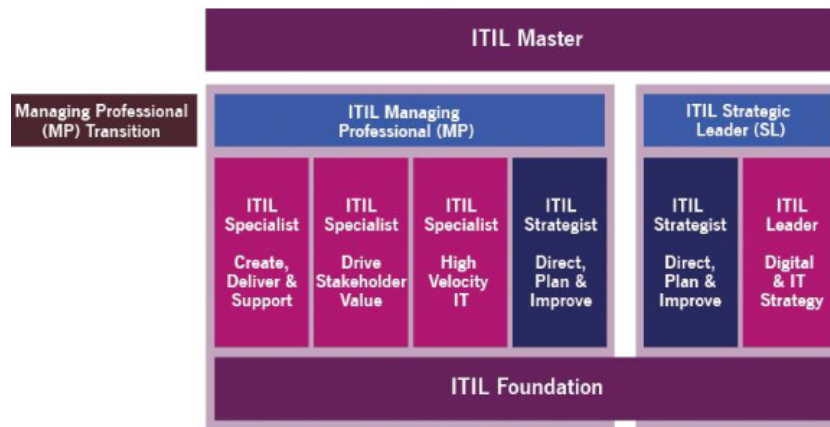 ITIL Master
Managing Professional
(MP) Transition
ITIL Managing
Professional (MP)
ITIL Strategic
Leader (SL)
ITIL
Specialist
Create,
Deliver &
Support
ITIL
Specialist
Drive
Stakeholder
Value
ITIL
Specialist
High
Velocity
IT
ITIL
Strategist
Direct,
Plan &
Improve
ITIL
Strategist
Direct,
Plan &
Improve
ITIL
Leader
Digital
& IT
Strategy
ITIL Foundation